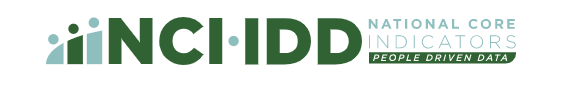 NCI·IDD
NATIONAL CORE
INDICATORS
PEOPLE DRIVEN DATA